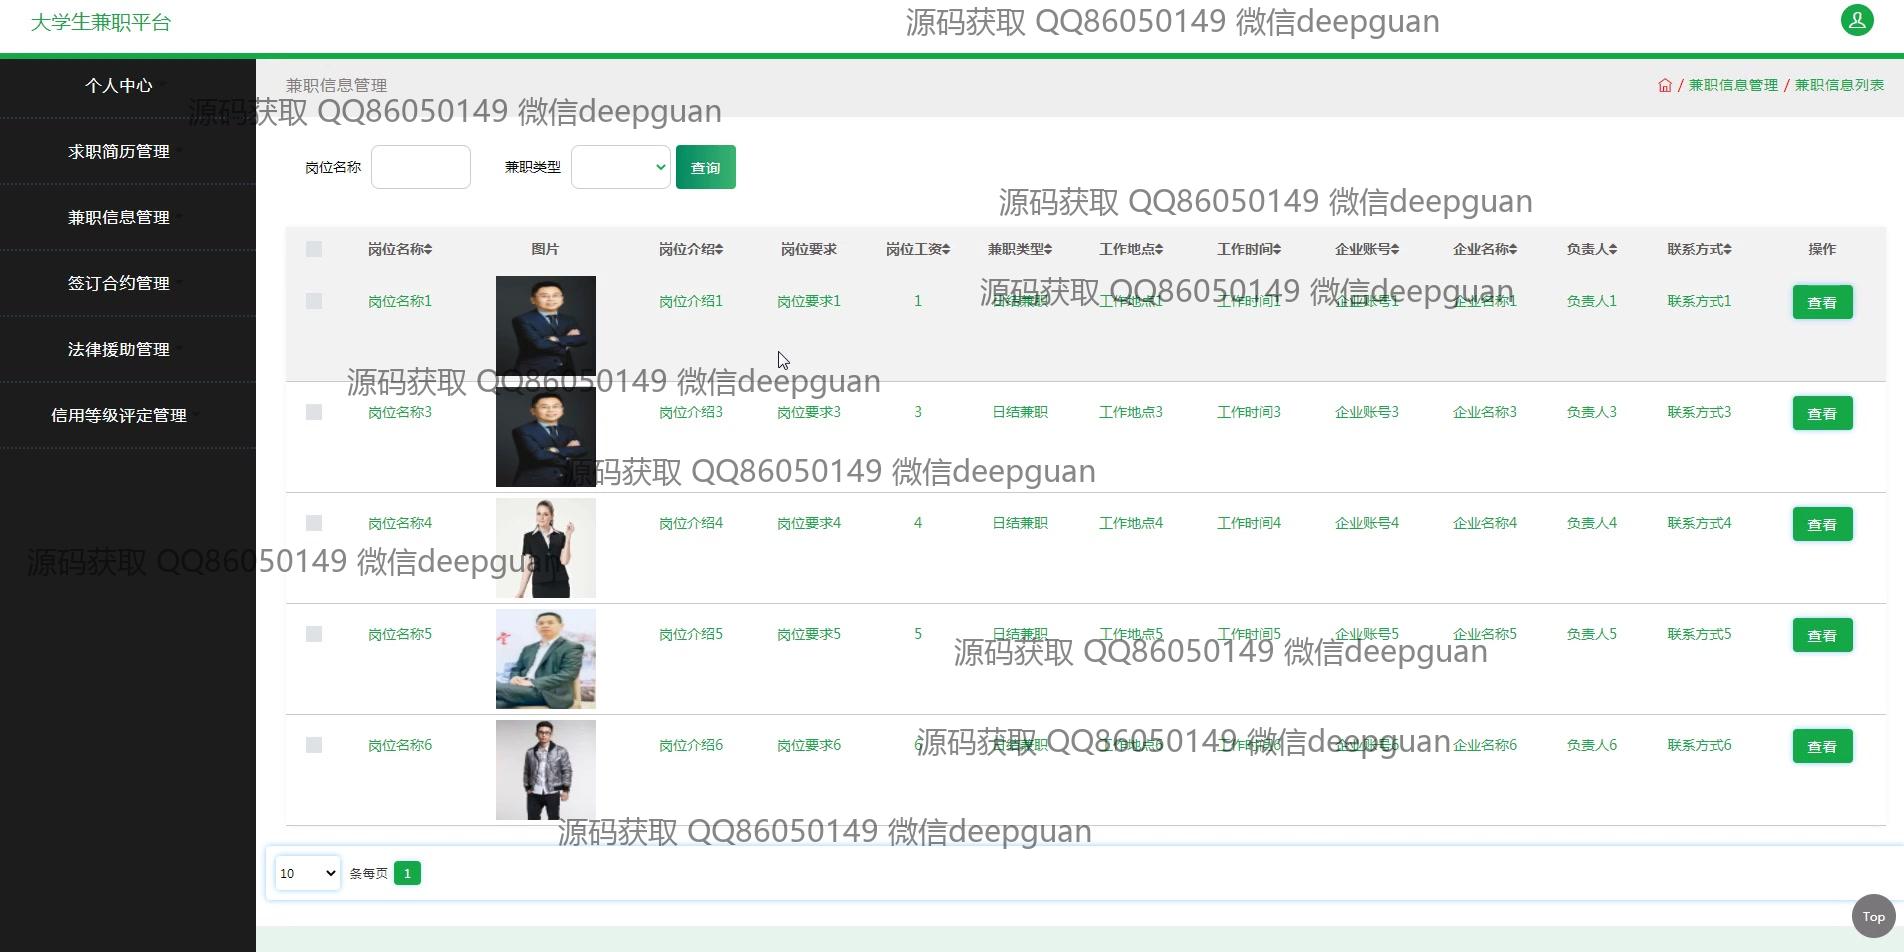 大学生兼职平台
源码获取 QQ86050149 微信deepguan
个人中心
兼职信息管理
/ 兼职信息管理 / 兼职信息列表
源码获取 QQ86050149 微信deepguan
求职简历管理
岗位名称 兼职类型 查询
源码获取 QQ86050149 微信deepguan
兼职信息管理
岗位名称 图片 岗位介绍 岗位要求 岗位工资 兼职类型 工作地点 工作时间 企业账号 企业名称 负责人 联系方式 操作
签订合约管理
源码获取 QQ86050149 微信deepguan
岗位名称1 岗位介绍1 岗位要求1 1 日结兼职 工作地点1 工作时间1 企业账号1 企业名称1 负责人1 联系方式1 查看
法律援助管理
源码获取 QQ86050149 微信deepguan
信用等级评定管理
岗位名称3 岗位介绍3 岗位要求3 3 日结兼职 工作地点3 工作时间3 企业账号3 企业名称3 负责人3 联系方式3 查看
源码获取 QQ86050149 微信deepguan
岗位名称4 岗位介绍4 岗位要求4 4 日结兼职 工作地点4 工作时间4 企业账号4 企业名称4 负责人4 联系方式4 查看
源码获取 QQ86050149 微信deepguan
岗位名称5 岗位介绍5 岗位要求5 5 日结兼职 工作地点5 工作时间5 企业账号5 企业名称5 负责人5 联系方式5 查看
源码获取 QQ86050149 微信deepguan
岗位名称6 岗位介绍6 岗位要求6 6 日结兼职 工作地点6 工作时间6 企业账号6 企业名称6 负责人6 联系方式6 查看
源码获取 QQ86050149 微信deepguan
源码获取 QQ86050149 微信deepguan
10 条每页 1
Top